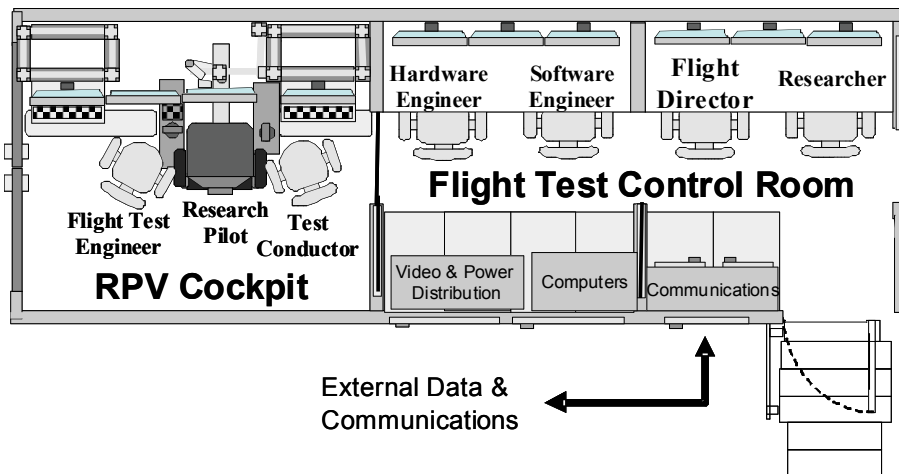 Hardware
Engineer
Software
Engineer
Flight
Director
Researcher
Flight Test
Engineer
Research
Pilot
Test
Conductor
RPV Cockpit
Flight Test Control Room
Video & Power
Distribution
Computers
Communications
External Data &
Communications